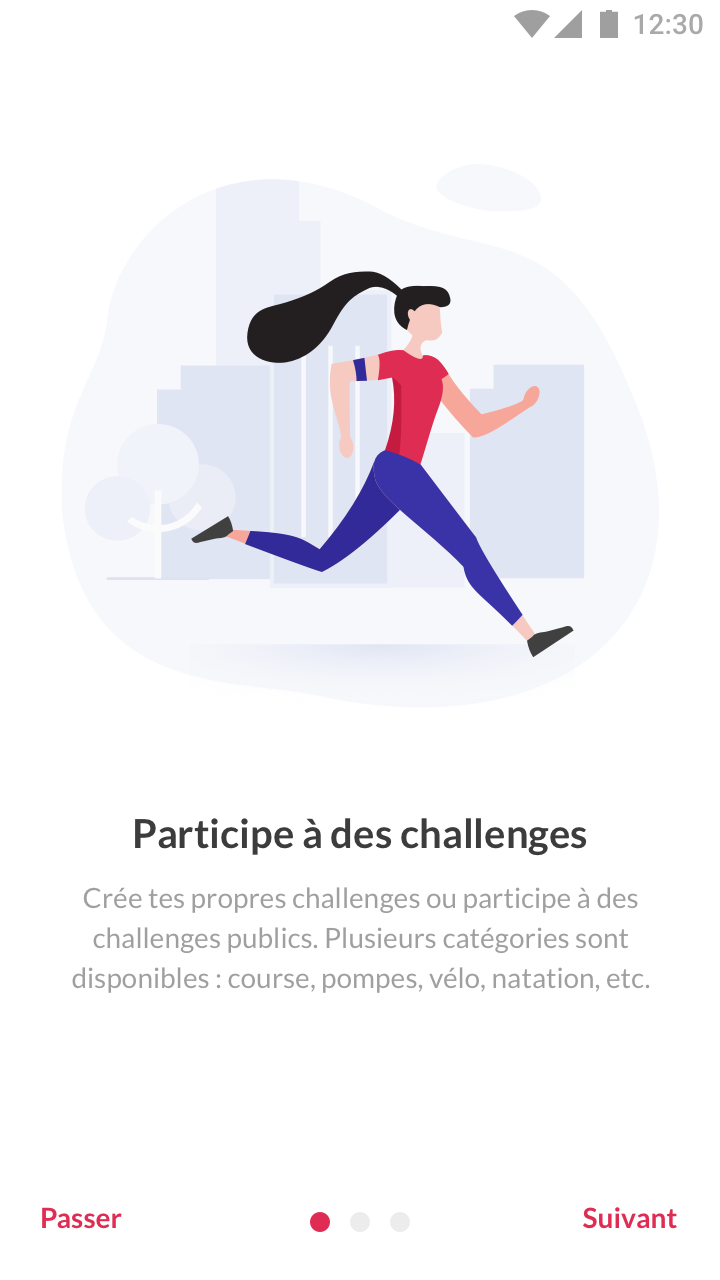 12:30
Participe à des challenges
Crée tes propres challenges ou participe à des
challenges publics. Plusieurs catégories sont
disponibles : course, pompes, vélo, natation, etc.
Passer
Suivant